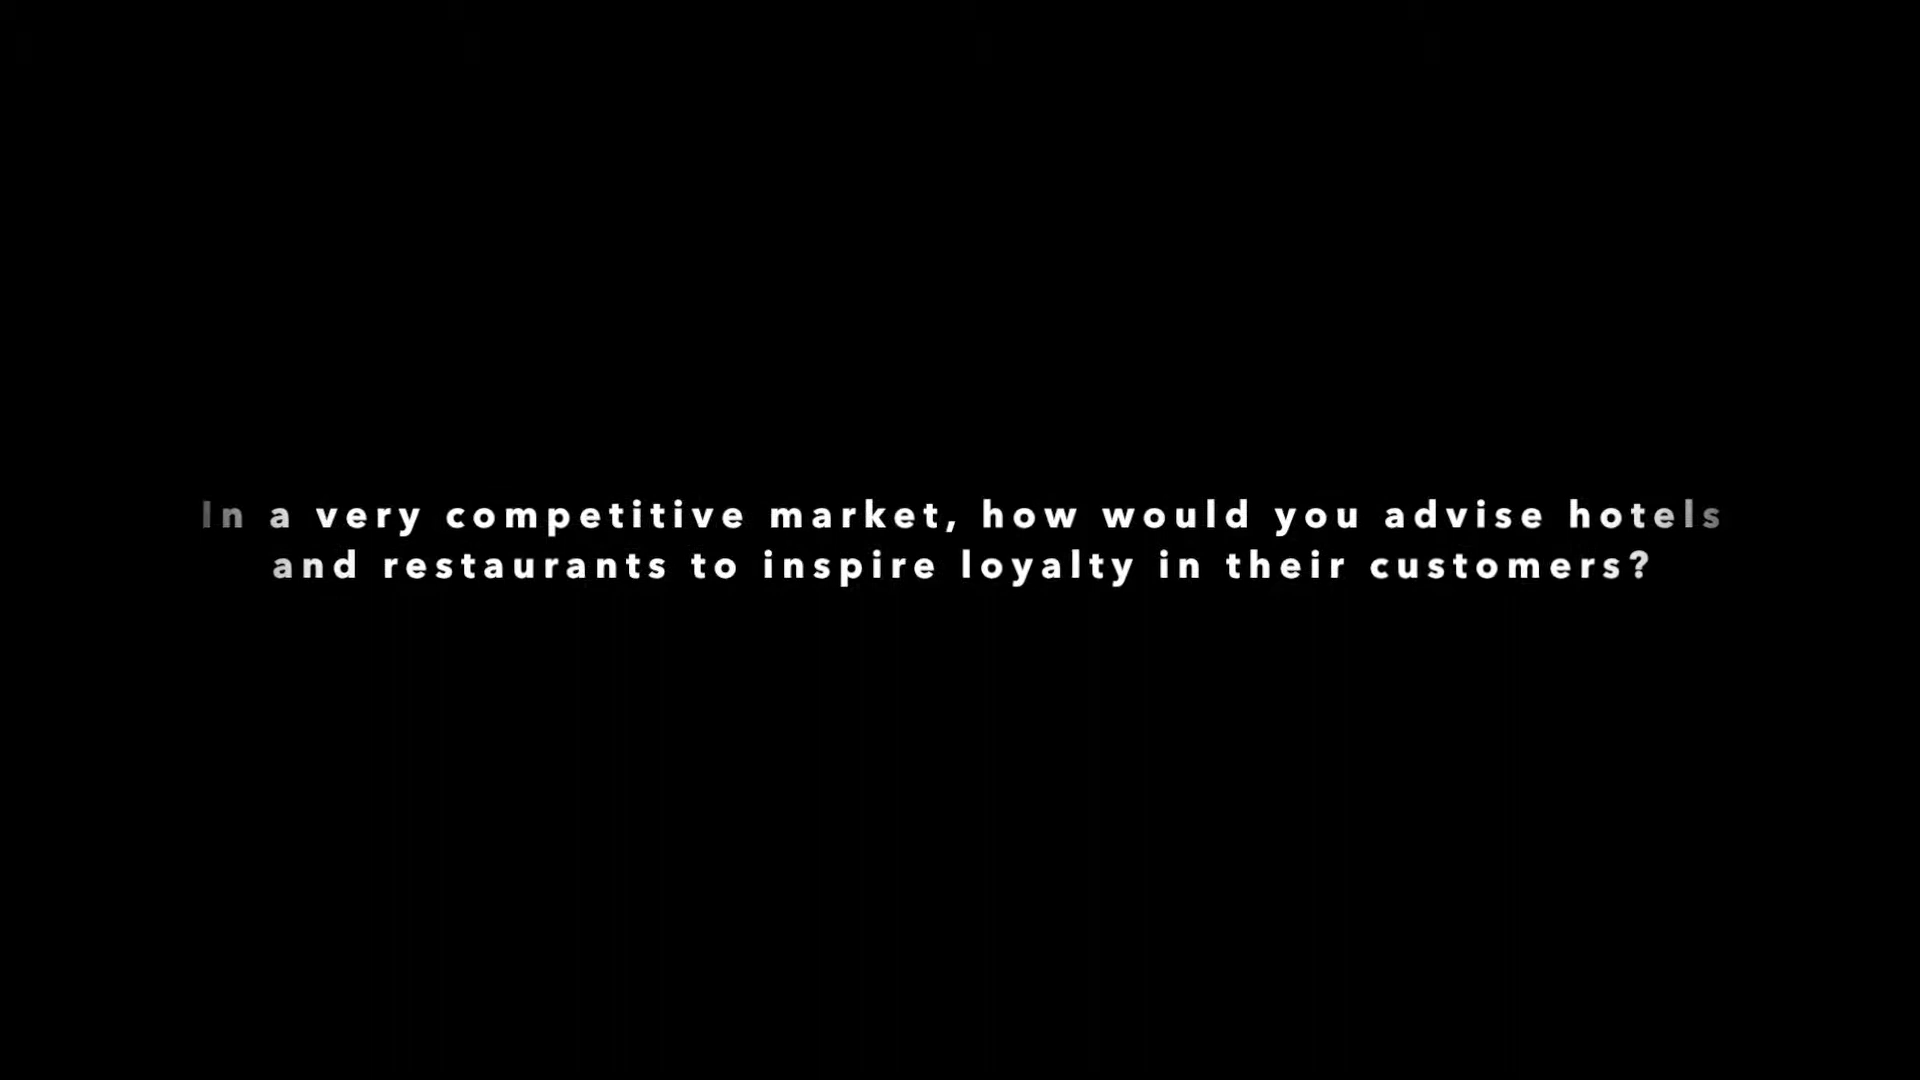 In a very competitive market, how would you advise hotels
and restaurants to inspire loyalty in their customers?